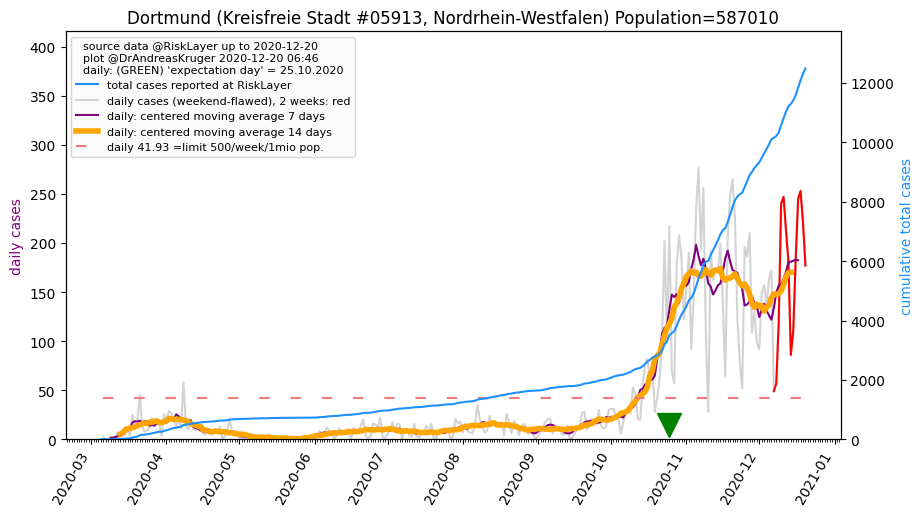 Dortmund (Kreisfreie Stadt #05913, Nordrhein-Westfalen) Population=587010
source data @RiskLayer up to 2020-12-20
plot @DrAndreasKruger 2020-12-20 06:46
daily: (GREEN) 'expectation day' = 25.10.2020
total cases reported at RiskLayer
daily cases (weekend-flawed), 2 weeks: red
daily: centered moving average 7 days
daily: centered moving average 14 days
daily 41.93 =limit 500/week/1mio pop.
daily cases
400
350
300
250
200
150
100
50
0
cumulative total cases
12000
10000
8000
6000
4000
2000
0
2020-03
2020-04
2020-05
2020-06
2020-07
2020-08
2020-09
2020-10
2020-11
2020-12
2021-01